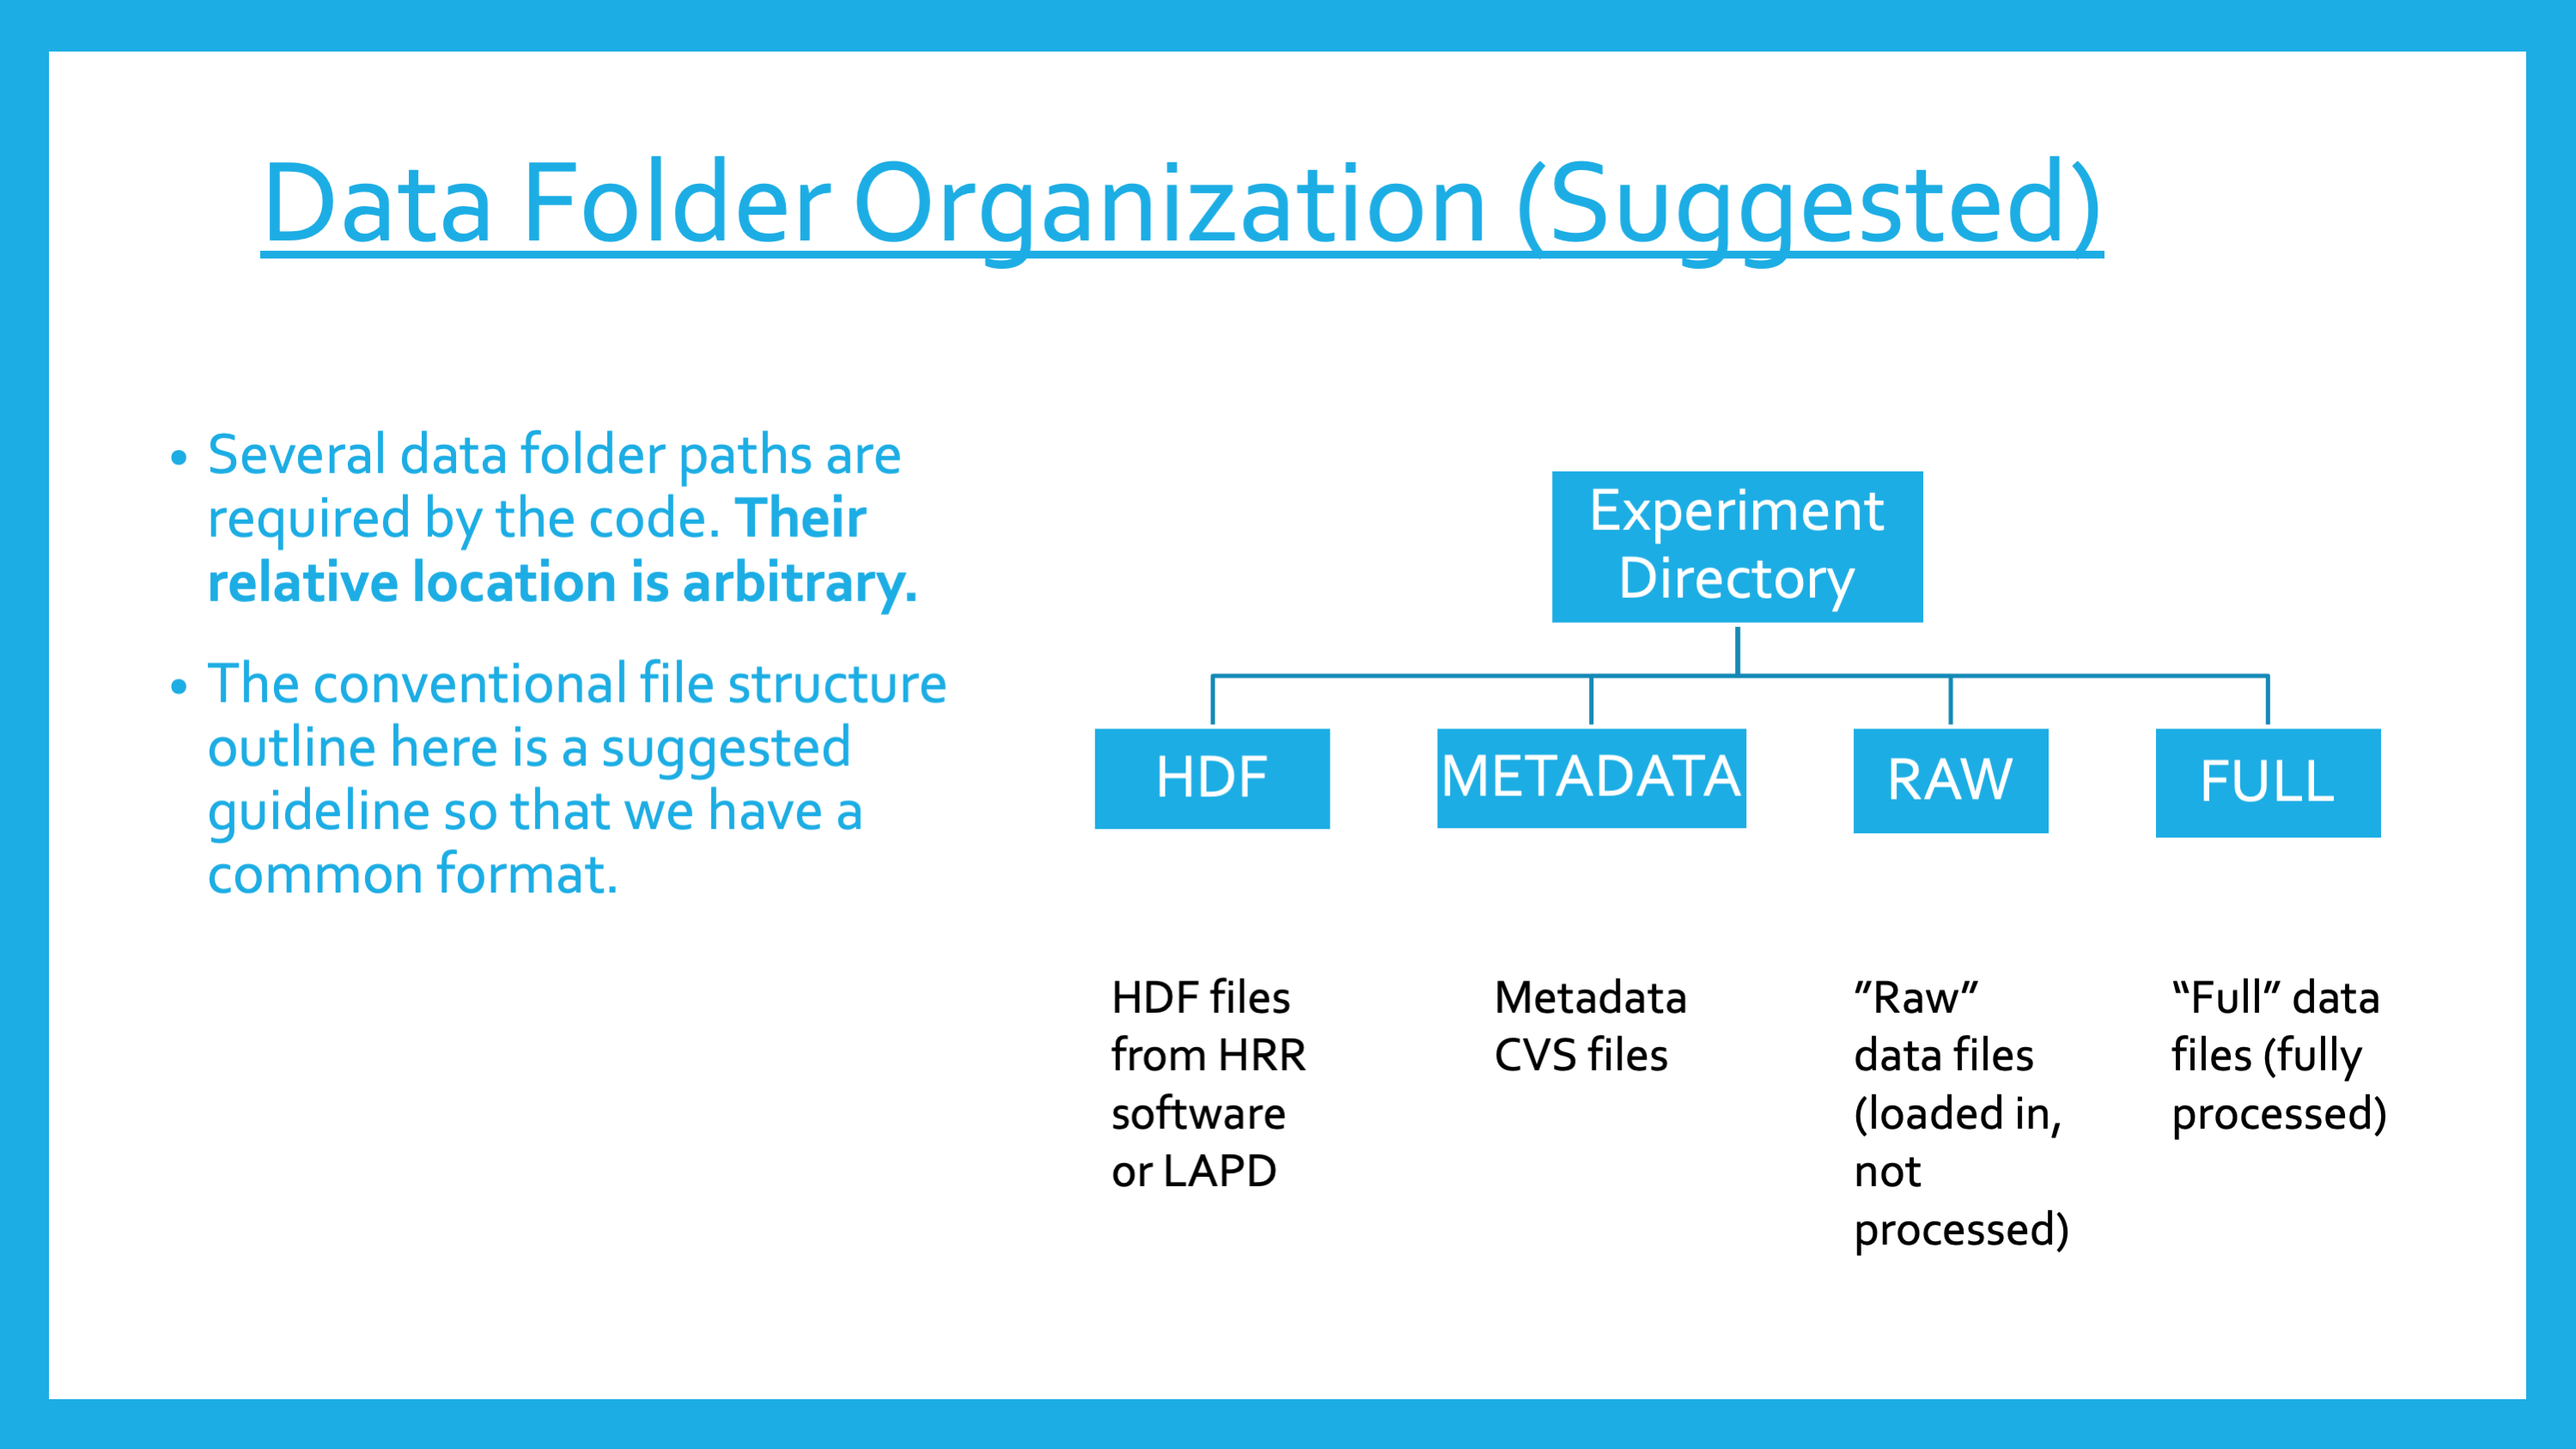 Data Folder Organization (Suggested)
• Several data folder paths are
required by the code. Their
relative location is arbitrary.
• The conventional file structure
outline here is a suggested
guideline so that we have a
common format.
Experiment
Directory
HDF
METADATA
RAW
FULL
HDF files
from HRR
software
or LAPD
Metadata
CVS files
”Raw”
data files
(loaded in,
not
processed)
“Full” data
files (fully
processed)